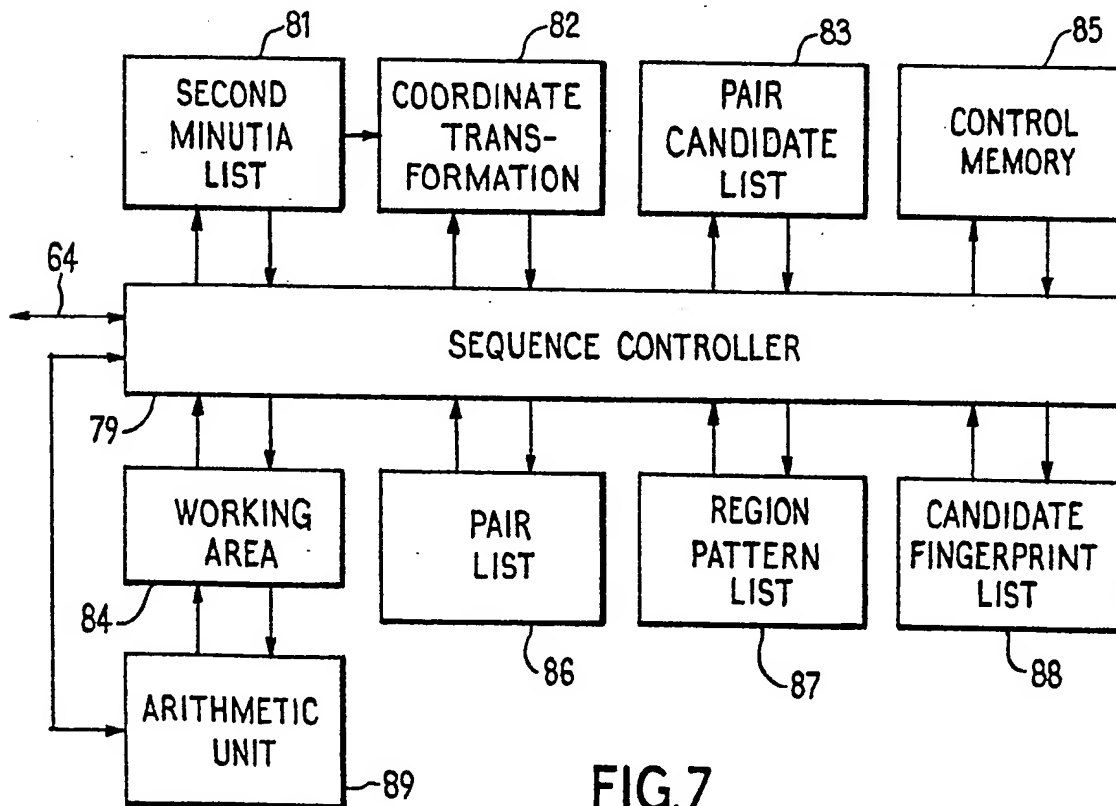 81
82
83
85
SECOND
MINUTIA
LIST
COORDINATE
TRANS-
FORMATION
PAIR
CANDIDATE
LIST
CONTROL
MEMORY
64
SEQUENCE CONTROLLER
79
WORKING
AREA
PAIR
LIST
REGION
PATTERN
LIST
CANDIDATE
FINGERPRINT
LIST
84
86
87
88
ARITHMETIC
UNIT
89
FIG.7